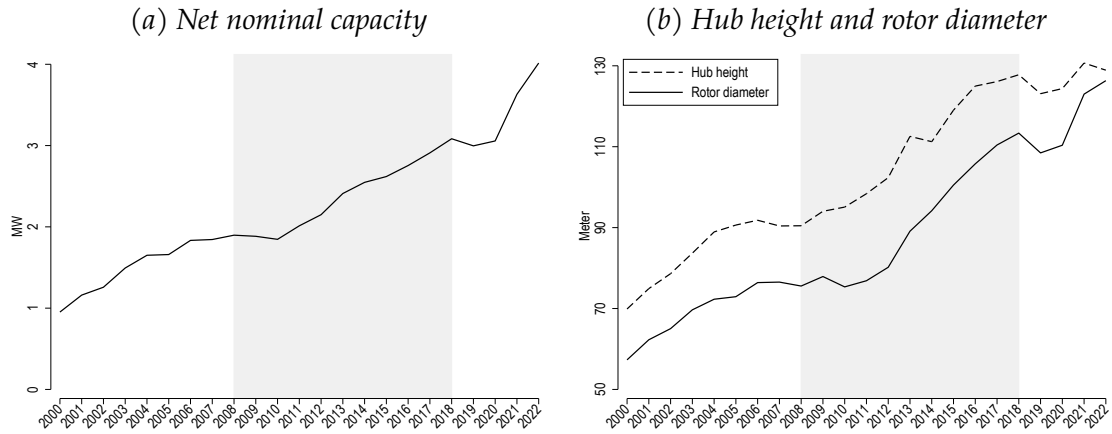 (a) Net nominal capacity
MW
4
3
2
1
0
2000 2001 2002 2003 2004 2005 2006 2007 2008 2009 2010 2011 2012 2013 2014 2015 2016 2017 2018 2019 2020 2021 2022
(b) Hub height and rotor diameter
Hub height
Rotor diameter
Meter
130
110
90
70
50
2000 2001 2002 2003 2004 2005 2006 2007 2008 2009 2010 2011 2012 2013 2014 2015 2016 2017 2018 2019 2020 2021 2022